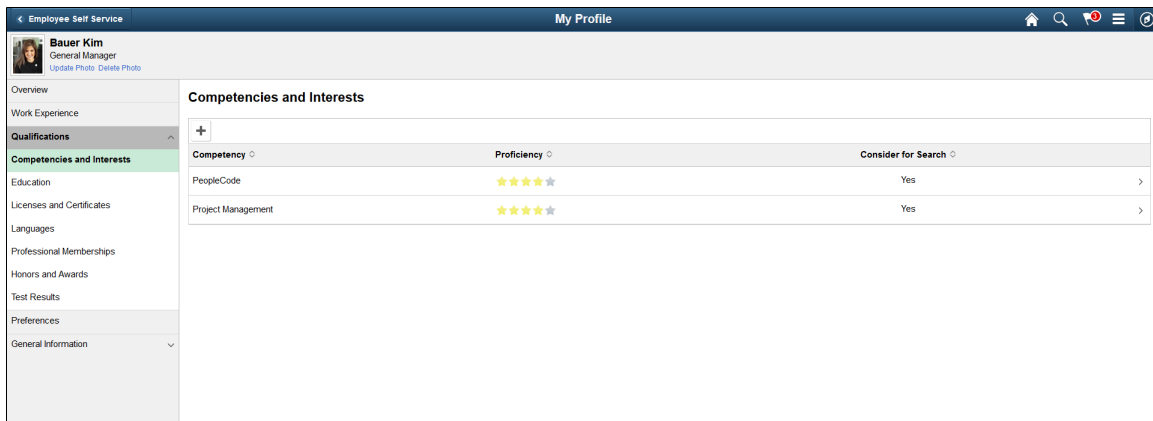 Employee Self Service
My Profile
3
Bauer Kim
General Manager
Update Photo Delete Photo
Overview
Work Experience
Qualifications
Competencies and Interests
Education
Licenses and Certificates
Languages
Professional Memberships
Honors and Awards
Test Results
Preferences
General Information
Competencies and Interests
Competency Proficiency Consider for Search
PeopleCode Yes
Project Management Yes